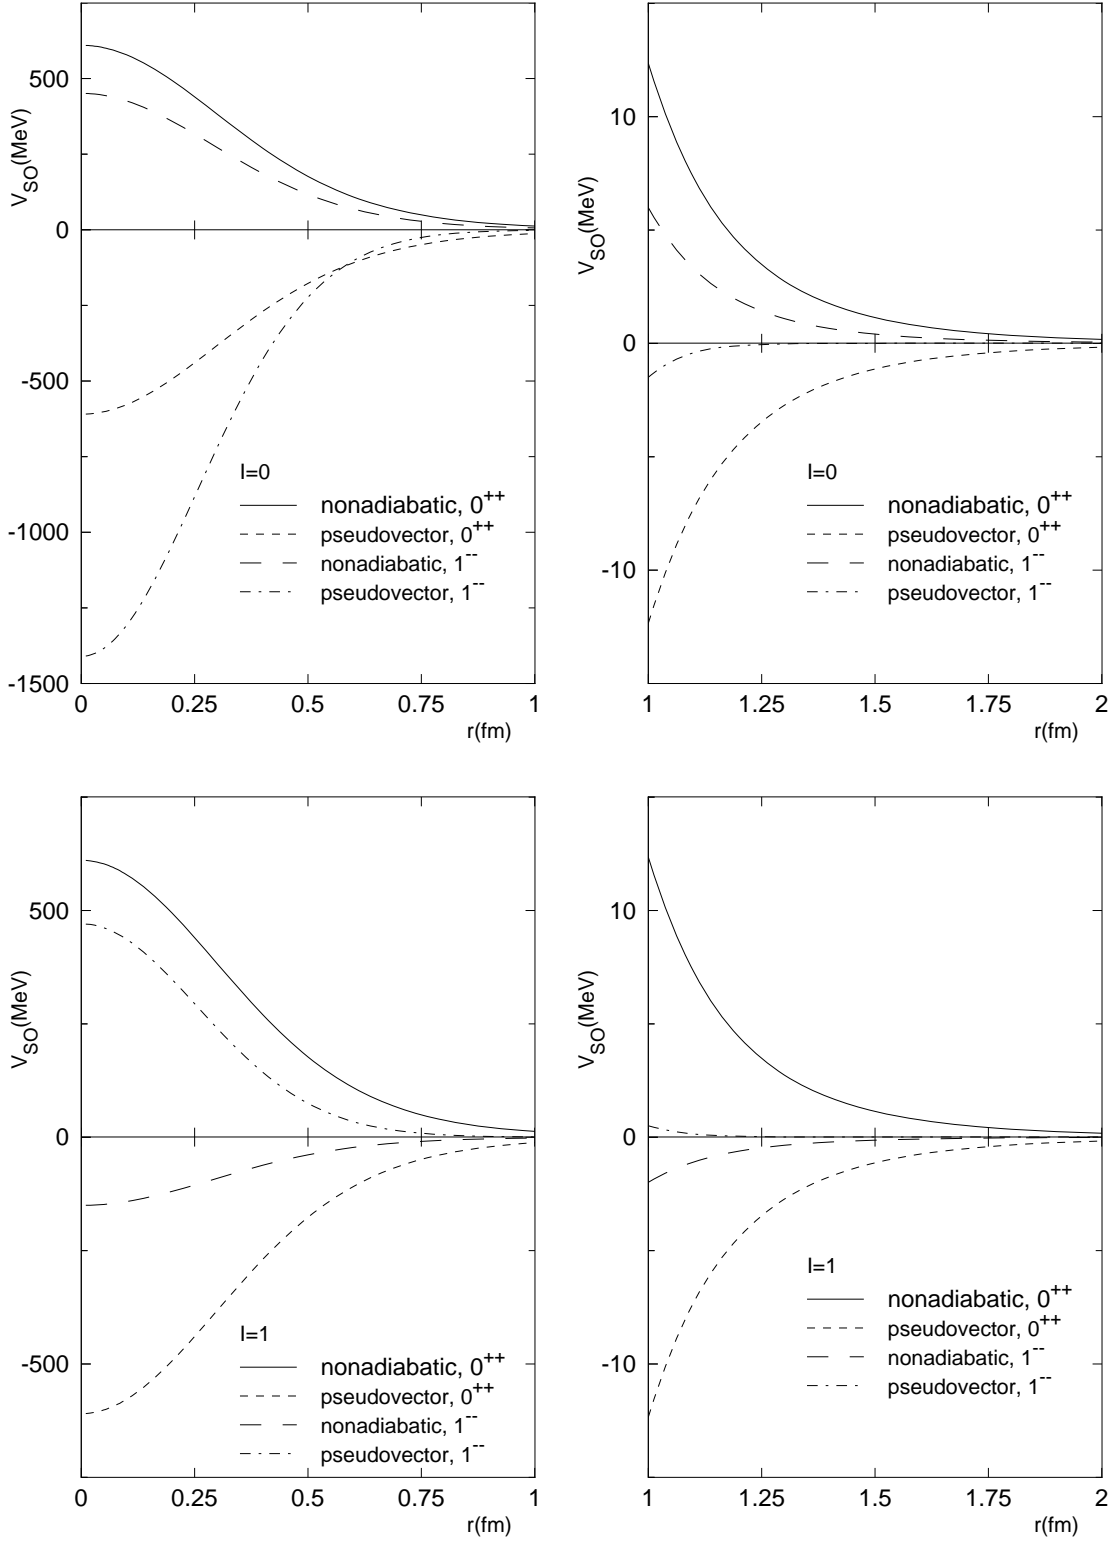 500
0
-500
-1000
-1500
V_SO(MeV)
I=0
nonadiabatic, 0^++
pseudovector, 0^++
nonadiabatic, 1^--
pseudovector, 1^--
0 0.25 0.5 0.75 1
r(fm)
10
0
-10
V_SO(MeV)
I=0
nonadiabatic, 0^++
pseudovector, 0^++
nonadiabatic, 1^--
pseudovector, 1^--
1 1.25 1.5 1.75 2
r(fm)
500
0
-500
V_SO(MeV)
I=1
nonadiabatic, 0^++
pseudovector, 0^++
nonadiabatic, 1^--
pseudovector, 1^--
0 0.25 0.5 0.75 1
r(fm)
10
0
-10
V_SO(MeV)
I=1
nonadiabatic, 0^++
pseudovector, 0^++
nonadiabatic, 1^--
pseudovector, 1^--
1 1.25 1.5 1.75 2
r(fm)